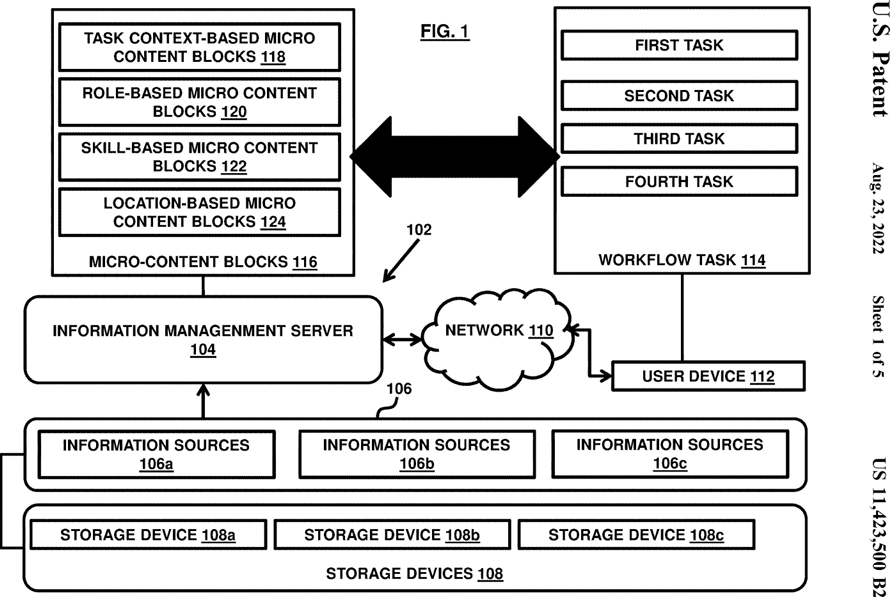 FIG. 1
TASK CONTEXT-BASED MICRO
CONTENT BLOCKS 118
ROLE-BASED MICRO CONTENT
BLOCKS 120
SKILL-BASED MICRO CONTENT
BLOCKS 122
LOCATION-BASED MICRO
CONTENT BLOCKS 124
MICRO-CONTENT BLOCKS 116
FIRST TASK
SECOND TASK
THIRD TASK
FOURTH TASK
WORKFLOW TASK 114
102
INFORMATION MANAGENMENT SERVER
104
NETWORK 110
USER DEVICE 112
106
INFORMATION SOURCES
106a
INFORMATION SOURCES
106b
INFORMATION SOURCES
106c
STORAGE DEVICE 108a
STORAGE DEVICE 108b
STORAGE DEVICE 108c
STORAGE DEVICES 108
U.S. Patent
Aug. 23, 2022
Sheet 1 of 5
US 11,423,500 B2